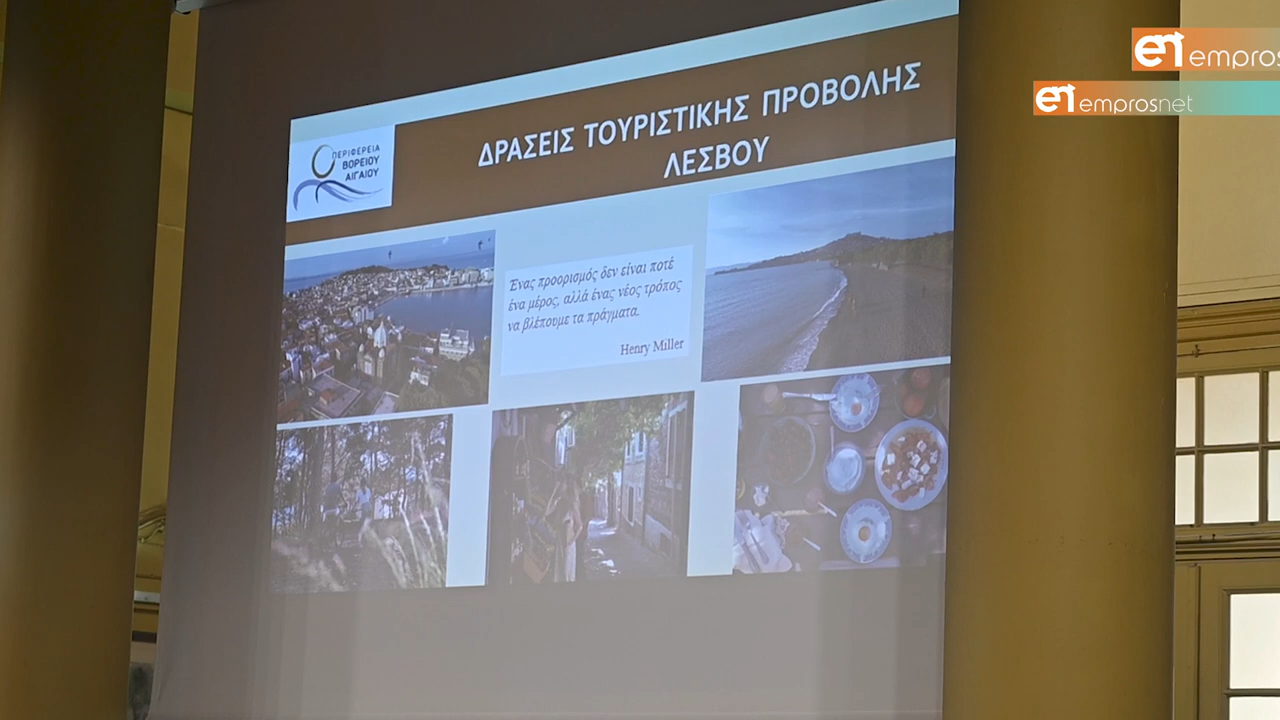 empros
emprosnet
ΔΡΑΣΕΙΣ ΤΟΥΡΙΣΤΙΚΗΣ ΠΡΟΒΟΛΗΣ
ΛΕΣΒΟΥ
ΠΕΡΙΦΕΡΕΙΑ
ΒΟΡΕΙΟΥ
ΑΙΓΑΙΟΥ
Ένας προορισμός δεν είναι ποτέ
ένα μέρος, αλλά ένας νέος τρόπος
να βλέπουμε τα πράγματα.
Henry Miller